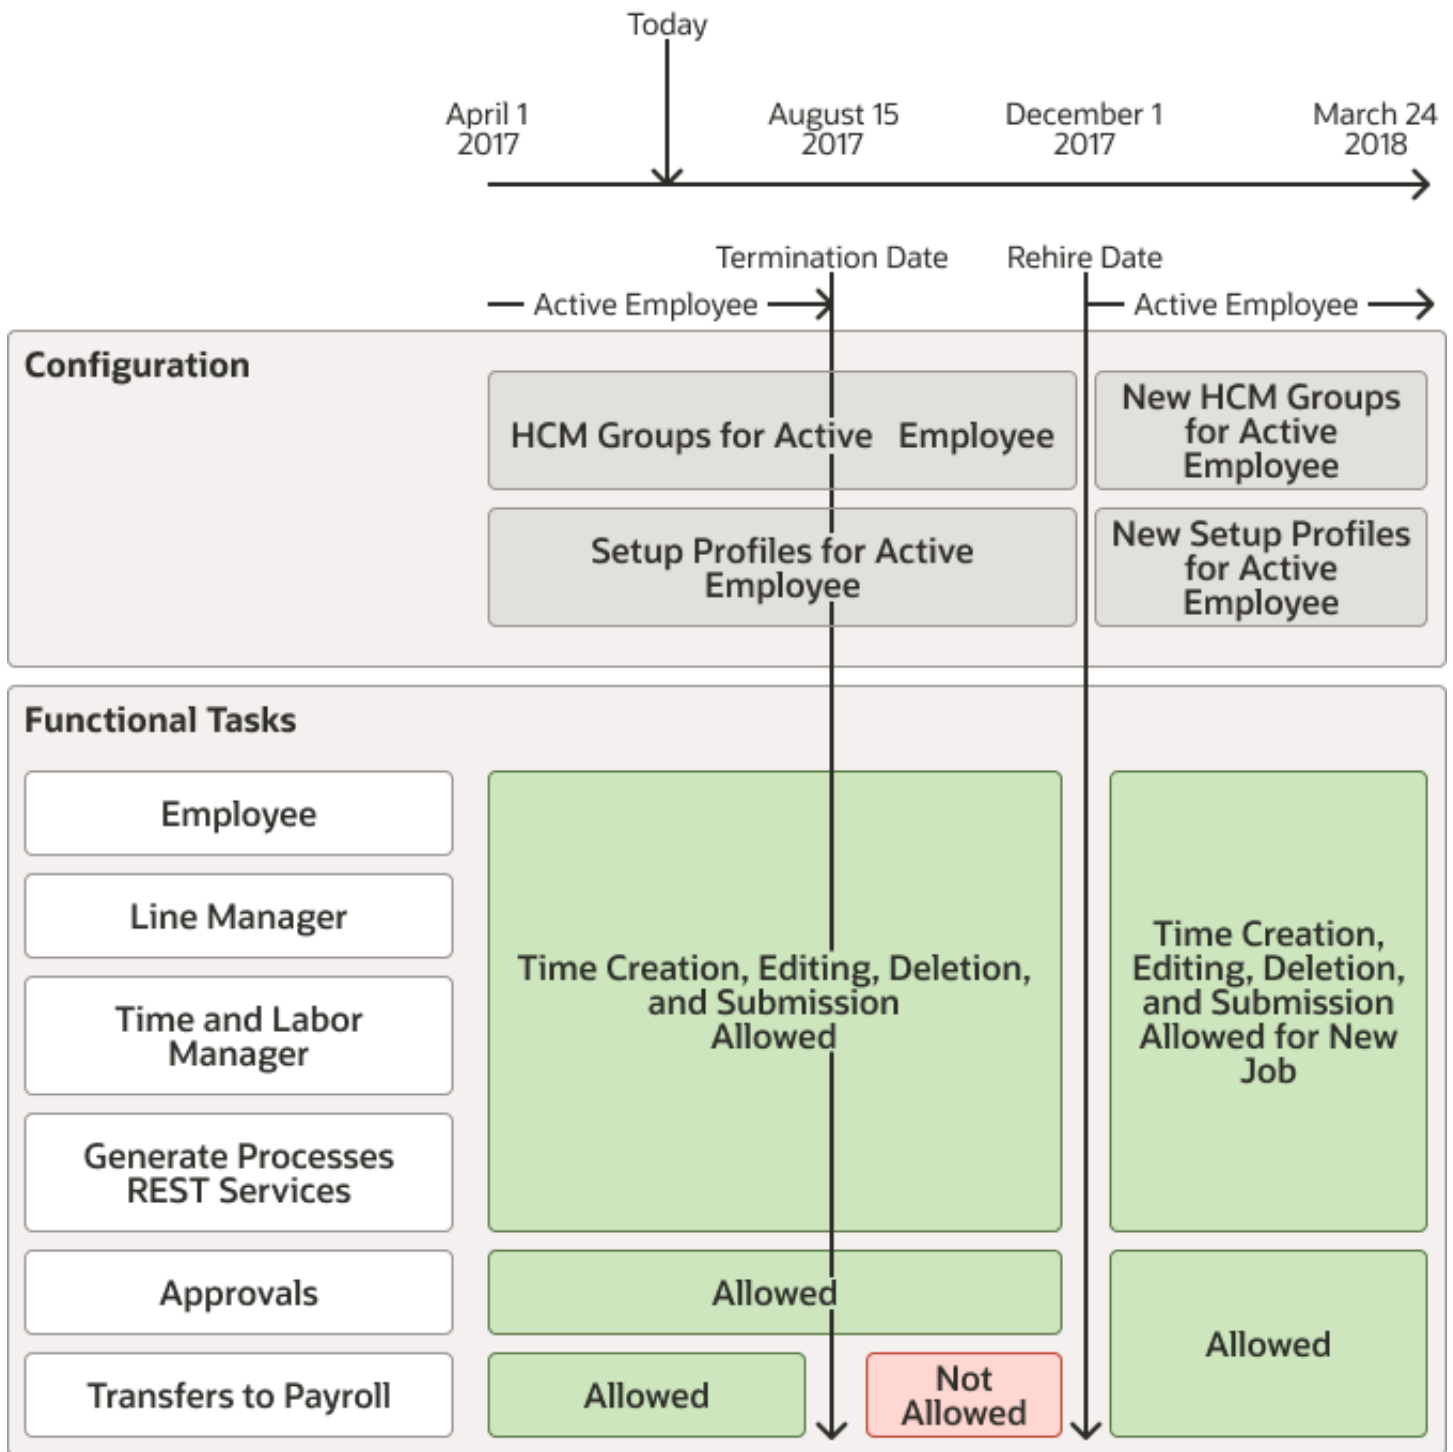 Today
April 1
2017
August 15
2017
December 1
2017
March 24
2018
Termination Date
Rehire Date
Active Employee
Active Employee
Configuration
HCM Groups for Active Employee
New HCM Groups
for Active
Employee
Setup Profiles for Active
Employee
New Setup Profiles
for Active
Employee
Functional Tasks
Employee
Line Manager
Time and Labor
Manager
Generate Processes
REST Services
Time Creation, Editing, Deletion,
and Submission
Allowed
Time Creation,
Editing, Deletion,
and Submission
Allowed for New
Job
Approvals
Allowed
Allowed
Transfers to Payroll
Allowed
Not
Allowed